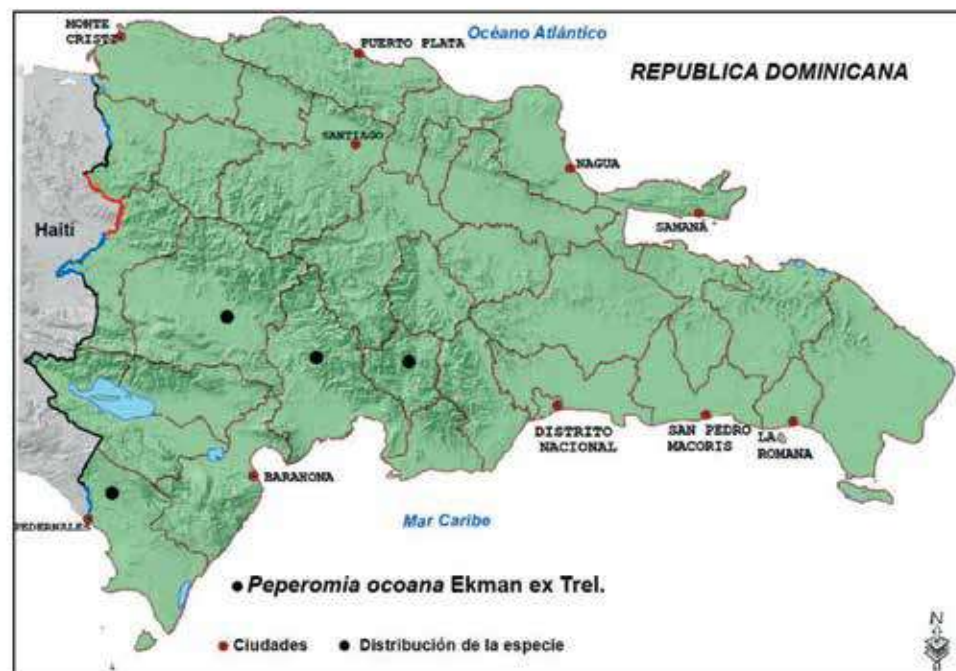 MONTE
CRISTI
Océano Atlántico
PUERTO PLATA
REPUBLICA DOMINICANA
SANTIAGO
NAGUA
Haití
SAMANÁ
DISTRITO
NACIONAL
SAN PEDRO
MACORIS
LA
ROMANA
BARAHONA
PEDERNALES
Mar Caribe
Peperomia ocoana Ekman ex Trel.
Ciudades
Distribución de la especie
N